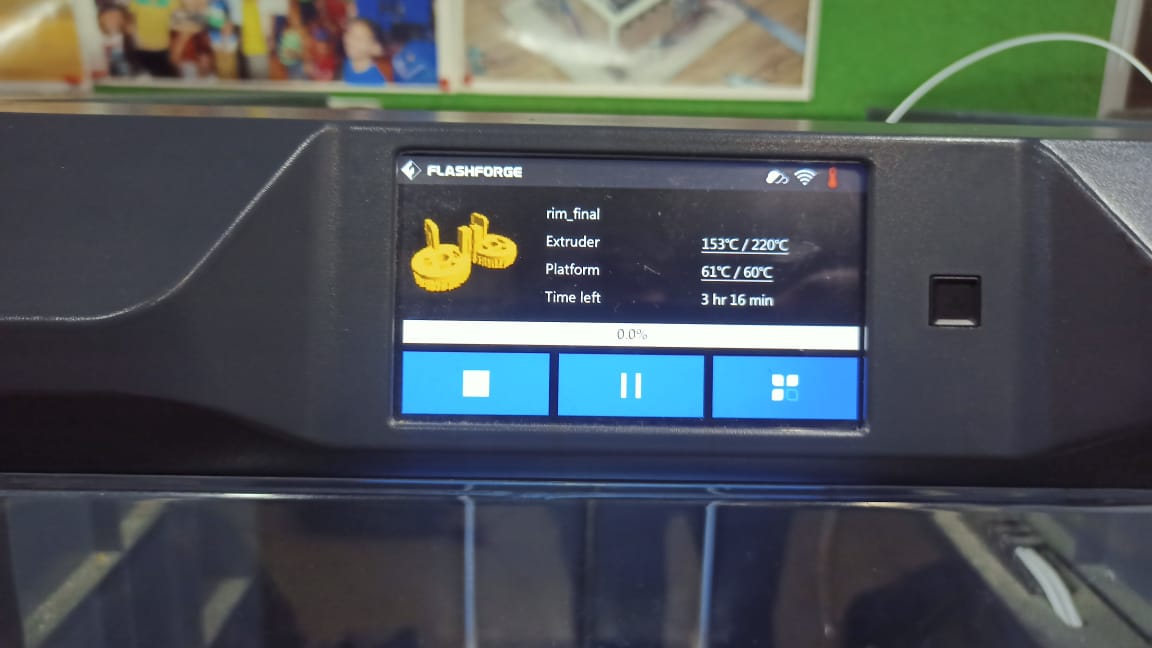 FLASHFORGE
rim_final
Extruder 153℃ / 220℃
Platform 61℃ / 60℃
Time left 3 hr 16 min
0.0%